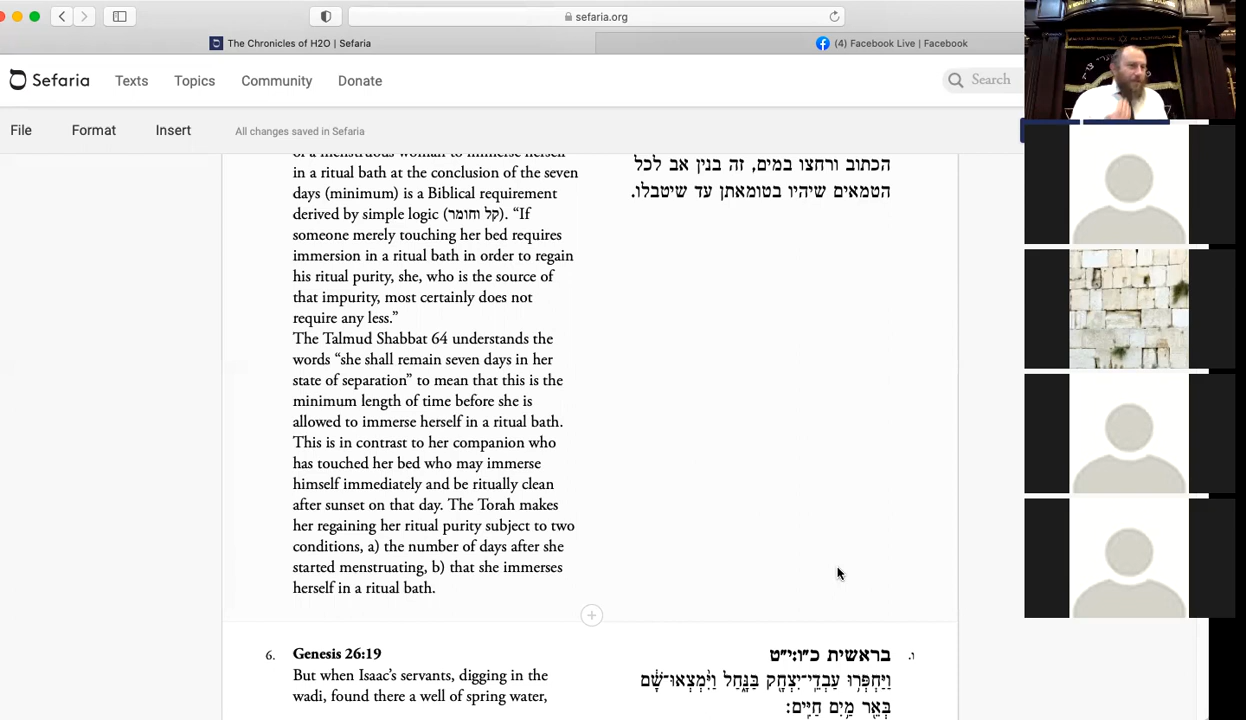 sefaria.org
The Chronicles of H2O | Sefaria
(4) Facebook Live | Facebook
Sefaria
Texts
Topics
Community
Donate
Search
File
Format
Insert
All changes saved in Sefaria
of a menstruous woman to immerse herself
in a ritual bath at the conclusion of the seven
days (minimum) is a Biblical requirement
derived by simple logic (קל וחומר). “If
someone merely touching her bed requires
immersion in a ritual bath in order to regain
his ritual purity, she, who is the source of
that impurity, most certainly does not
require any less.”
The Talmud Shabbat 64 understands the
words “she shall remain seven days in her
state of separation” to mean that this is the
minimum length of time before she is
allowed to immerse herself in a ritual bath.
This is in contrast to her companion who
has touched her bed who may immerse
himself immediately and be ritually clean
after sunset on that day. The Torah makes
her regaining her ritual purity subject to two
conditions, a) the number of days after she
started menstruating, b) that she immerses
herself in a ritual bath.
הכתוב ורחצו במים, זה בנין אב לכל
הטמאים שיהיו בטומאתן עד שיטבלו.
6.
Genesis 26:19
But when Isaac’s servants, digging in the
wadi, found there a well of spring water,
ו.
בראשית כ״ו:י״ט
וַיַּחְפְּר֥וּ עַבְדֵֽי־יִצְחָ֖ק בַּנָּ֑חַל וַיִּ֨מְצְאוּ־שָׁ֔ם
בְּאֵ֖ר מַ֥יִם חַיִּֽים׃